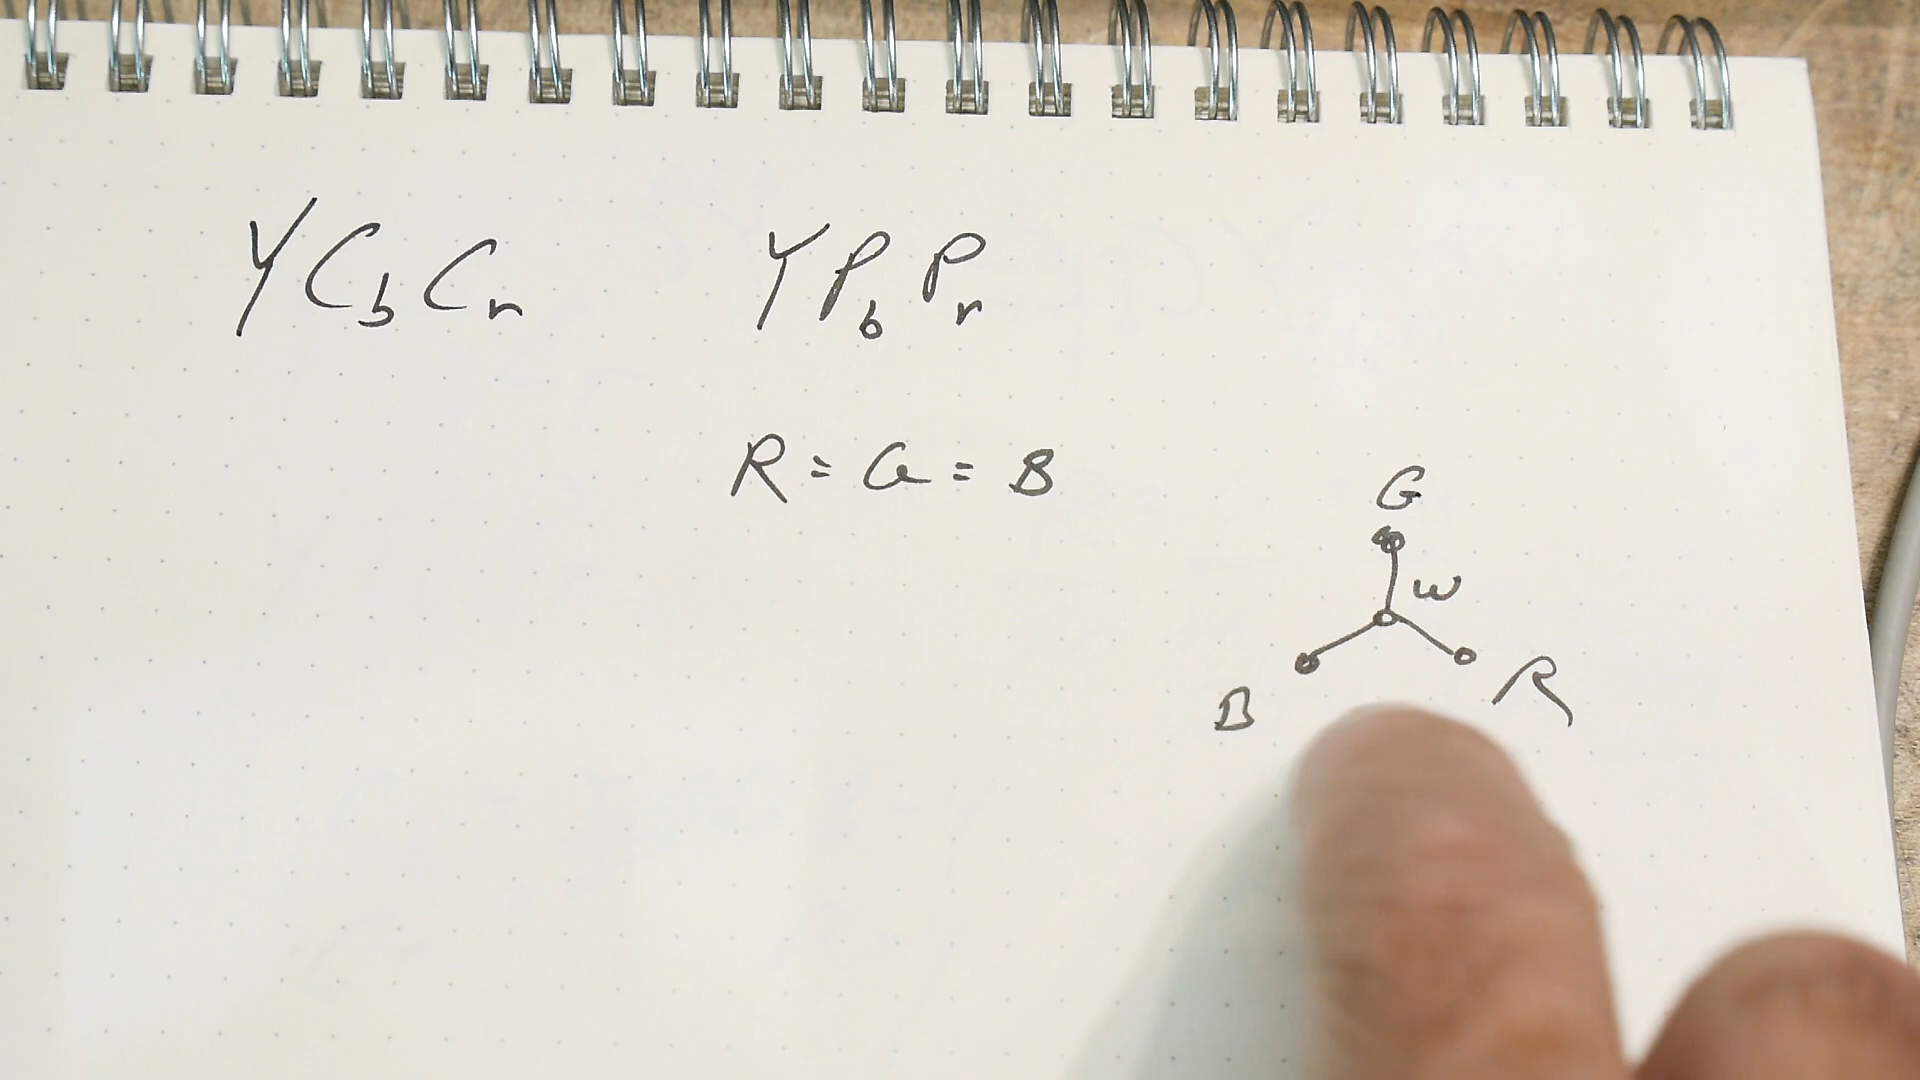 YCbCr YPbPr
R = G = B
G
W
B R